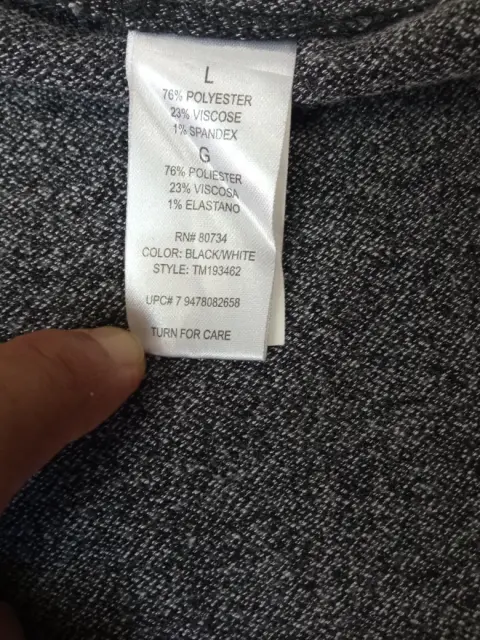 L
76% POLYESTER
23% VISCOSE
1% SPANDEX
G
76% POLIESTER
23% VISCOSA
1% ELASTANO
RN# 80734
COLOR: BLACK/WHITE
STYLE: TM193462
UPC# 7 9478082658
TURN FOR CARE